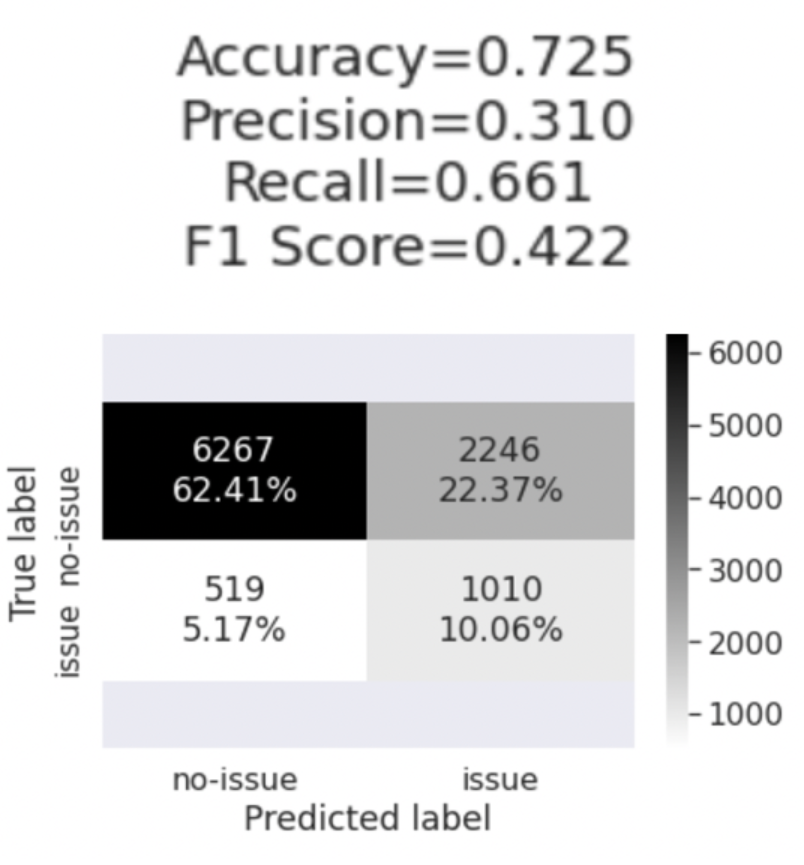 Accuracy=0.725
Precision=0.310
Recall=0.661
F1 Score=0.422
6000
5000
4000
3000
2000
1000
True label
no-issue
issue
6267
62.41%
2246
22.37%
519
5.17%
1010
10.06%
no-issue
issue
Predicted label